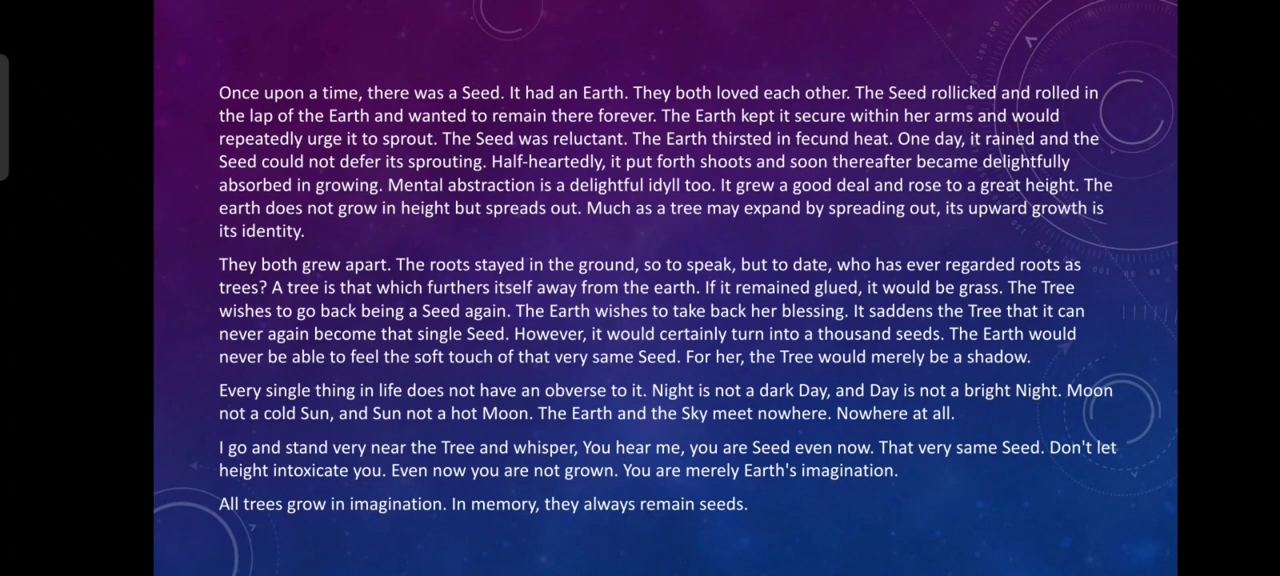 Once upon a time, there was a Seed. It had an Earth. They both loved each other. The Seed rollicked and rolled in
the lap of the Earth and wanted to remain there forever. The Earth kept it secure within her arms and would
repeatedly urge it to sprout. The Seed was reluctant. The Earth thirsted in fecund heat. One day, it rained and the
Seed could not defer its sprouting. Half-heartedly, it put forth shoots and soon thereafter became delightfully
absorbed in growing. Mental abstraction is a delightful idyll too. It grew a good deal and rose to a great height. The
earth does not grow in height but spreads out. Much as a tree may expand by spreading out, its upward growth is
its identity.
They both grew apart. The roots stayed in the ground, so to speak, but to date, who has ever regarded roots as
trees? A tree is that which furthers itself away from the earth. If it remained glued, it would be grass. The Tree
wishes to go back being a Seed again. The Earth wishes to take back her blessing. It saddens the Tree that it can
never again become that single Seed. However, it would certainly turn into a thousand seeds. The Earth would
never be able to feel the soft touch of that very same Seed. For her, the Tree would merely be a shadow.
Every single thing in life does not have an obverse to it. Night is not a dark Day, and Day is not a bright Night. Moon
not a cold Sun, and Sun not a hot Moon. The Earth and the Sky meet nowhere. Nowhere at all.
I go and stand very near the Tree and whisper, You hear me, you are Seed even now. That very same Seed. Don't let
height intoxicate you. Even now you are not grown. You are merely Earth's imagination.
All trees grow in imagination. In memory, they always remain seeds.